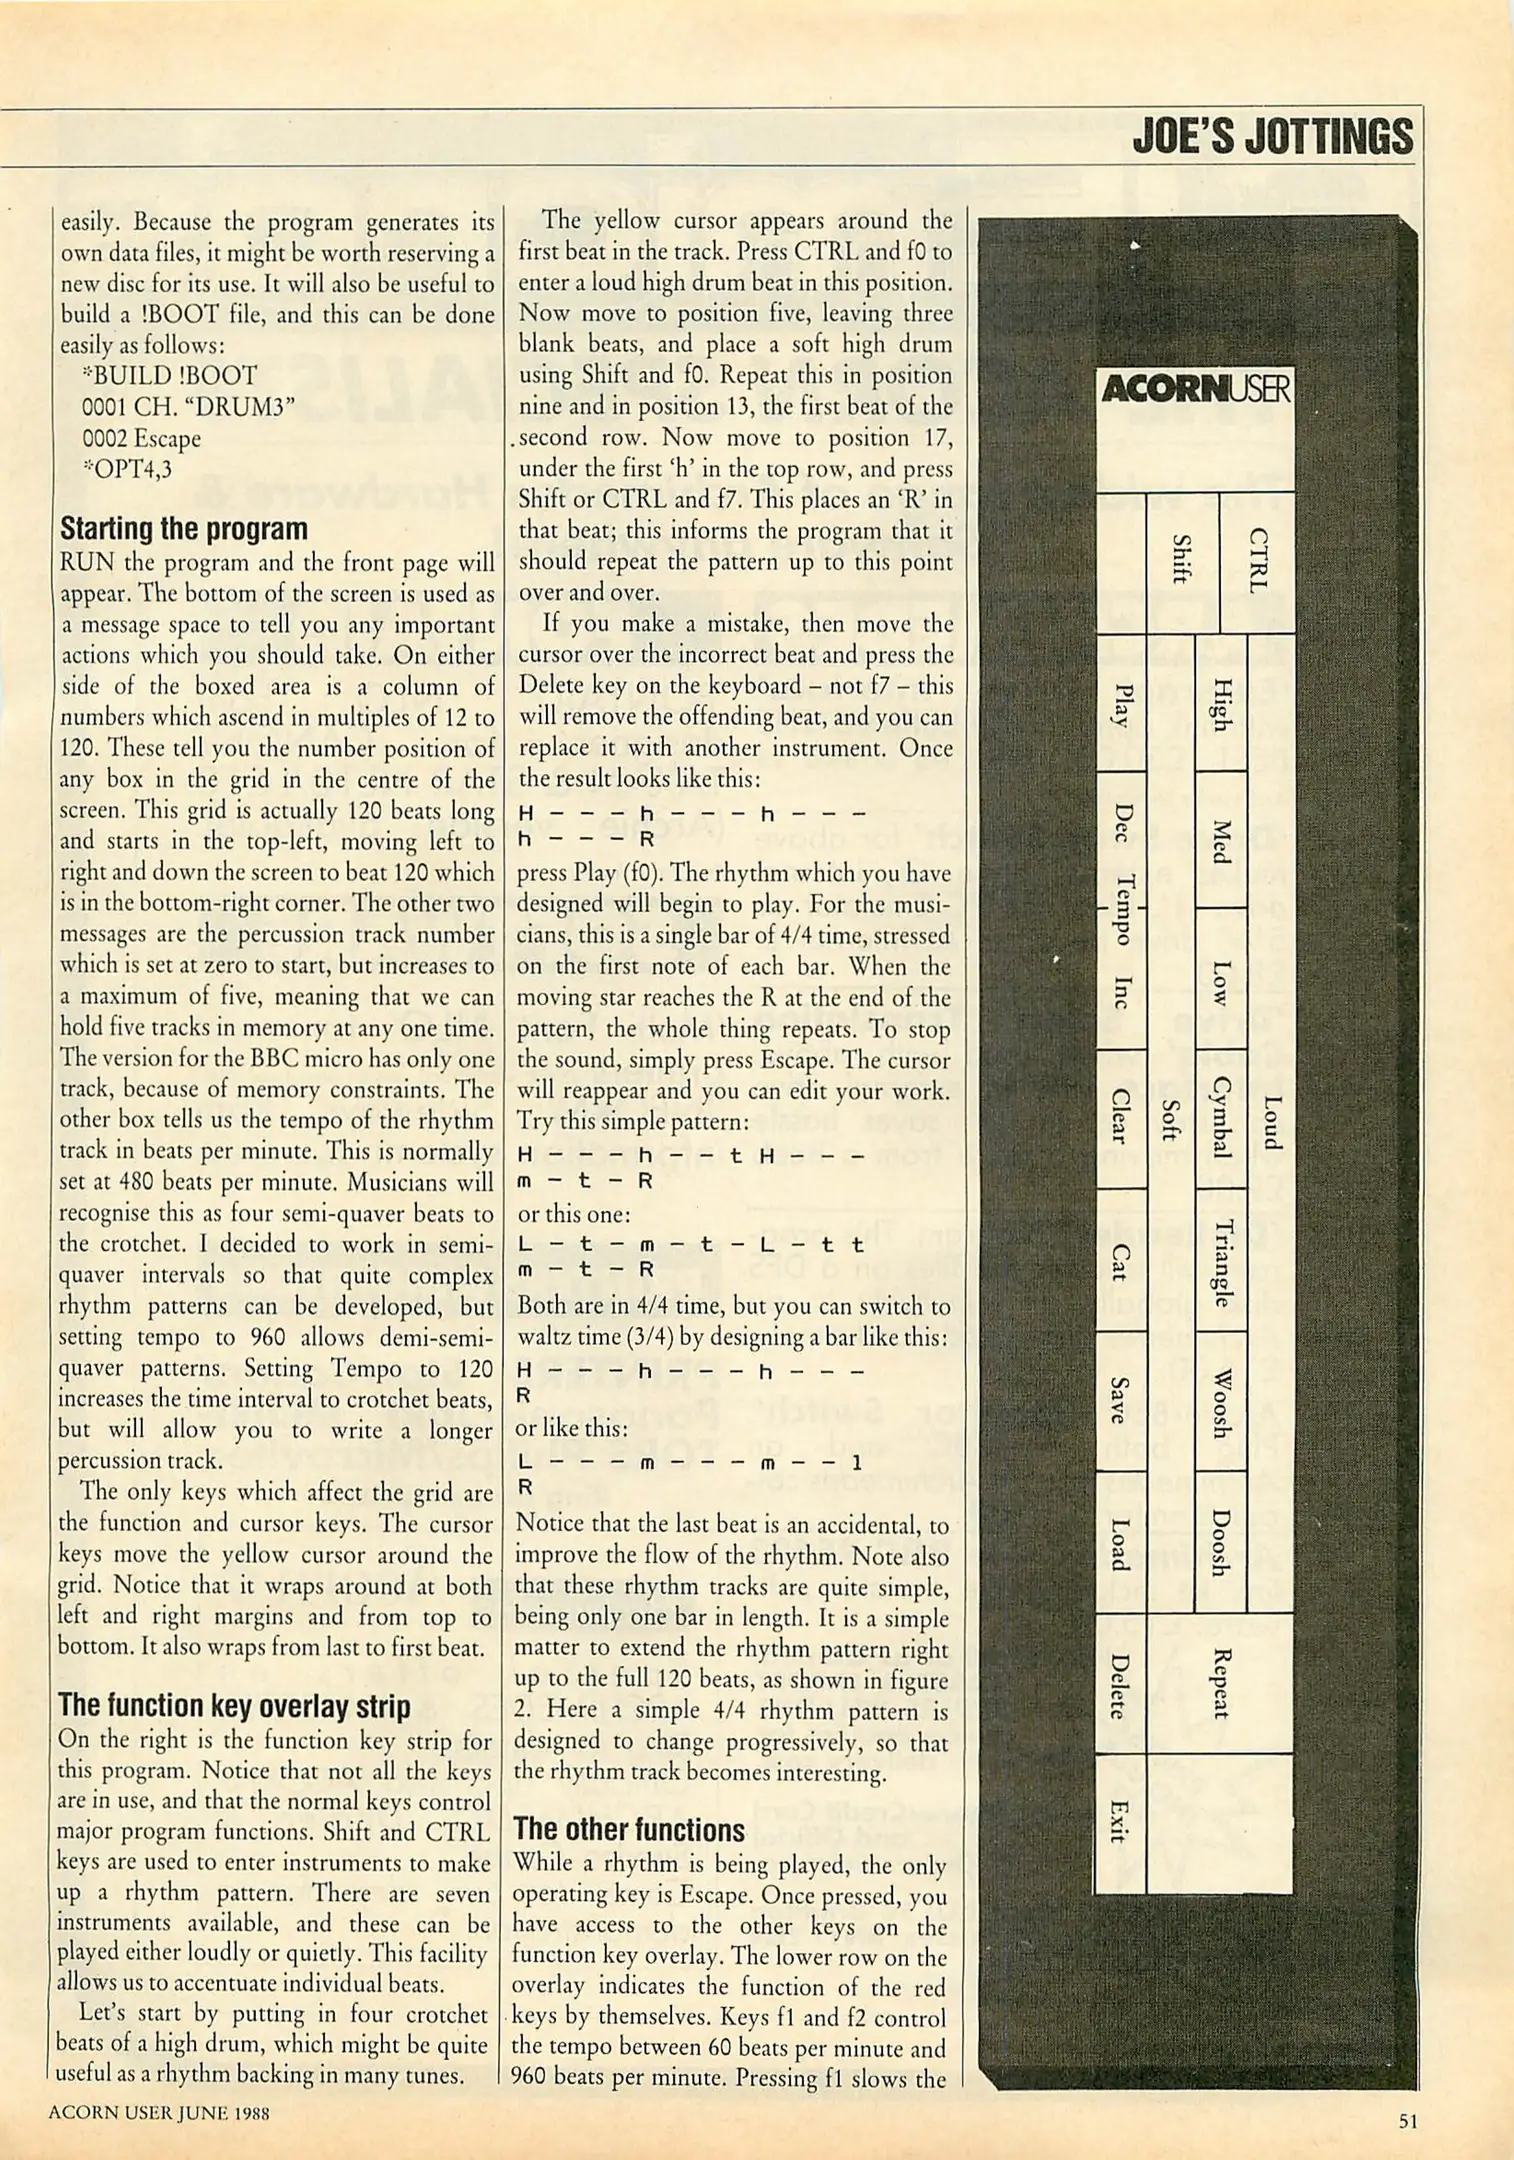 JOE'S JOTTINGS
easily. Because the program generates its
own data files, it might be worth reserving a
new disc for its use. It will also be useful to
build a !BOOT file, and this can be done
easily as follows:
*BUILD !BOOT
0001 CH. “DRUM3”
0002 Escape
*OPT4,3
Starting the program
RUN the program and the front page will
appear. The bottom of the screen is used as
a message space to tell you any important
actions which you should take. On either
side of the boxed area is a column of
numbers which ascend in multiples of 12 to
120. These tell you the number position of
any box in the grid in the centre of the
screen. This grid is actually 120 beats long
and starts in the top-left, moving left to
right and down the screen to beat 120 which
is in the bottom-right corner. The other two
messages are the percussion track number
which is set at zero to start, but increases to
a maximum of five, meaning that we can
hold five tracks in memory at any one time.
The version for the BBC micro has only one
track, because of memory constraints. The
other box tells us the tempo of the rhythm
track in beats per minute. This is normally
set at 480 beats per minute. Musicians will
recognise this as four semi-quaver beats to
the crotchet. I decided to work in semi-
quaver intervals so that quite complex
rhythm patterns can be developed, but
setting tempo to 960 allows demi-semi-
quaver patterns. Setting Tempo to 120
increases the time interval to crotchet beats,
but will allow you to write a longer
percussion track.
The only keys which affect the grid are
the function and cursor keys. The cursor
keys move the yellow cursor around the
grid. Notice that it wraps around at both
left and right margins and from top to
bottom. It also wraps from last to first beat.
The function key overlay strip
On the right is the function key strip for
this program. Notice that not all the keys
are in use, and that the normal keys control
major program functions. Shift and CTRL
keys are used to enter instruments to make
up a rhythm pattern. There are seven
instruments available, and these can be
played either loudly or quietly. This facility
allows us to accentuate individual beats.
Let's start by putting in four crotchet
beats of a high drum, which might be quite
useful as a rhythm backing in many tunes.
The yellow cursor appears around the
first beat in the track. Press CTRL and f0 to
enter a loud high drum beat in this position.
Now move to position five, leaving three
blank beats, and place a soft high drum
using Shift and f0. Repeat this in position
nine and in position 13, the first beat of the
second row. Now move to position 17,
under the first ‘h’ in the top row, and press
Shift or CTRL and f7. This places an ‘R’ in
that beat; this informs the program that it
should repeat the pattern up to this point
over and over.
If you make a mistake, then move the
cursor over the incorrect beat and press the
Delete key on the keyboard – not f7 – this
will remove the offending beat, and you can
replace it with another instrument. Once
the result looks like this:
H – – – h – – – h – – –
h – – – R
press Play (f0). The rhythm which you have
designed will begin to play. For the musi-
cians, this is a single bar of 4/4 time, stressed
on the first note of each bar. When the
moving star reaches the R at the end of the
pattern, the whole thing repeats. To stop
the sound, simply press Escape. The cursor
will reappear and you can edit your work.
Try this simple pattern:
H – – – h – – t H – – –
m – t – R
or this one:
L – t – m – t – L – t t
m – t – R
Both are in 4/4 time, but you can switch to
waltz time (3/4) by designing a bar like this:
H – – – h – – – h – – –
R
or like this:
L – – – m – – – m – – l
R
Notice that the last beat is an accidental, to
improve the flow of the rhythm. Note also
that these rhythm tracks are quite simple,
being only one bar in length. It is a simple
matter to extend the rhythm pattern right
up to the full 120 beats, as shown in figure
2. Here a simple 4/4 rhythm pattern is
designed to change progressively, so that
the rhythm track becomes interesting.
The other functions
While a rhythm is being played, the only
operating key is Escape. Once pressed, you
have access to the other keys on the
function key overlay. The lower row on the
overlay indicates the function of the red
keys by themselves. Keys f1 and f2 control
the tempo between 60 beats per minute and
960 beats per minute. Pressing f1 slows the
ACORNUSER
CTRL
Shift
Loud
High
Med
Low
Cymbal
Triangle
Woosh
Doosh
Repeat
Soft
Play
Dec Tempo Inc
Clear
Cat
Save
Load
Delete
Exit
ACORN USER JUNE 1988
51